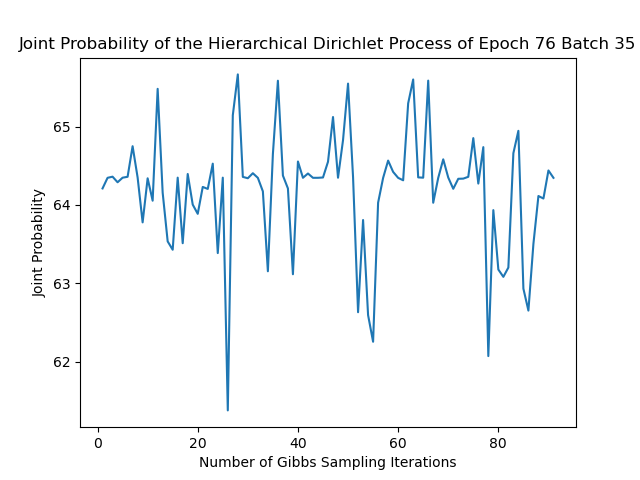 Joint Probability of the Hierarchical Dirichlet Process of Epoch 76 Batch 35
65
64
63
62
Joint Probability
0 20 40 60 80
Number of Gibbs Sampling Iterations